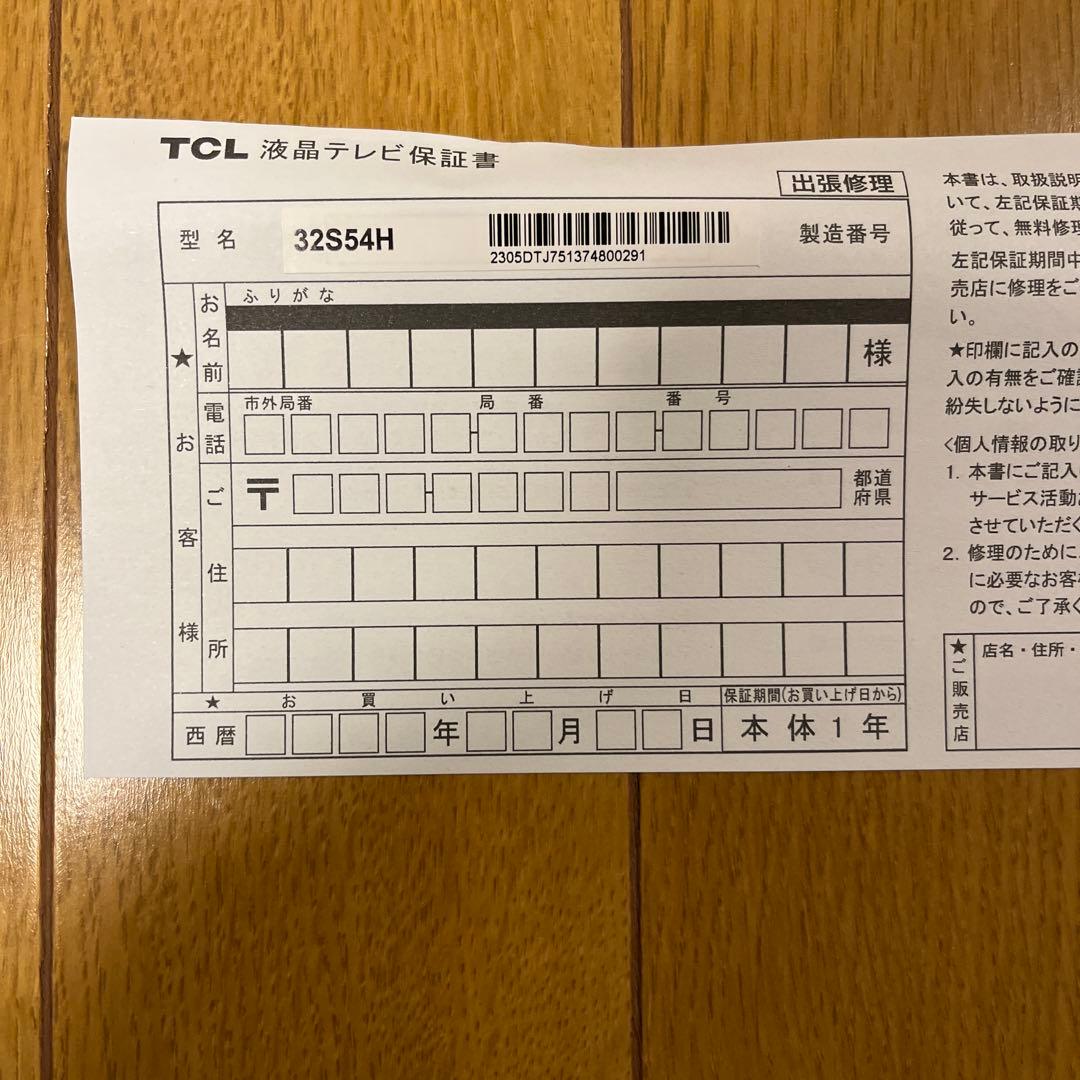 TCL 液晶テレビ保証書
出張修理
型名 32S54H 2305DTJ751374800291 製造番号
★お客様
お名前
ふりがな
様
電話
市外局番 局番 番号
- -
ご住所
〒 - 都道府県
★お買い上げ日
西暦 年 月 日
保証期間(お買い上げ日から)
本体1年
本書は、取扱説明
いて、左記保証期
従って、無料修理
左記保証期間中
売店に修理をご
い。
★印欄に記入の
入の有無をご確認
紛失しないように
<個人情報の取り
1. 本書にご記入
サービス活動
させていただく
2. 修理のために
に必要なお客
ので、ご了承く
★ご販売店
店名・住所・